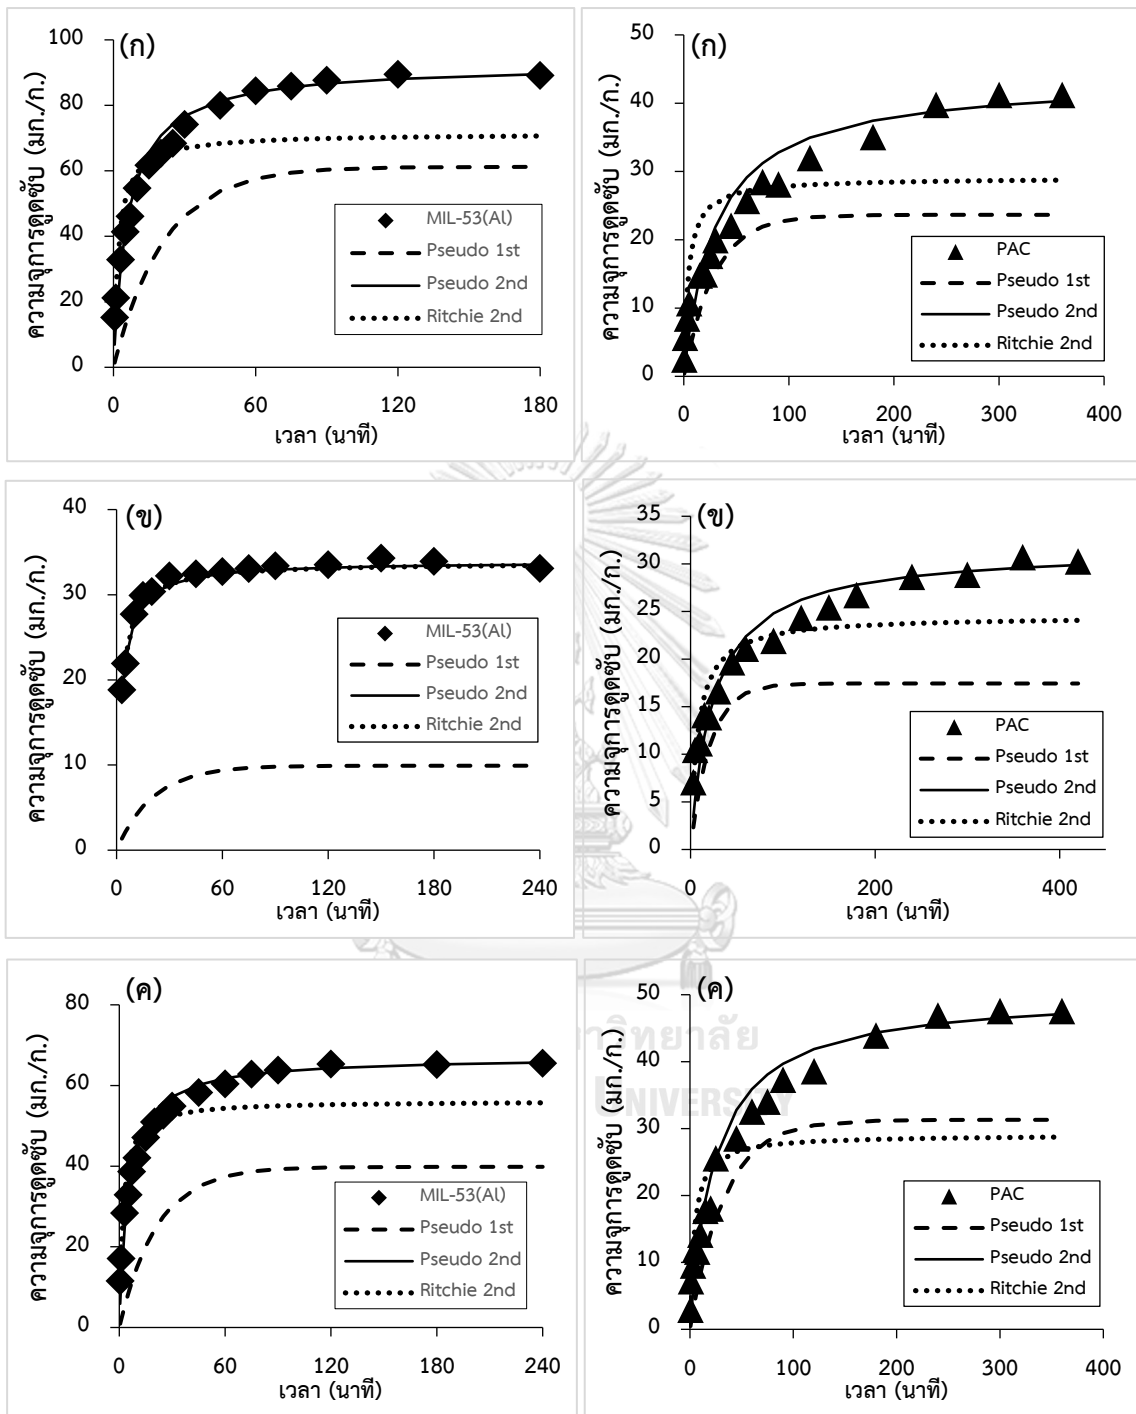 (ก)
ความจุการดูดซับ (มก./ก.)
100
80
60
40
20
0
0 60 120 180
เวลา (นาที)
MIL-53(Al)
Pseudo 1st
Pseudo 2nd
Ritchie 2nd
(ก)
ความจุการดูดซับ (มก./ก.)
50
40
30
20
10
0
0 100 200 300 400
เวลา (นาที)
PAC
Pseudo 1st
Pseudo 2nd
Ritchie 2nd
(ข)
ความจุการดูดซับ (มก./ก.)
40
30
20
10
0
0 60 120 180 240
เวลา (นาที)
MIL-53(Al)
Pseudo 1st
Pseudo 2nd
Ritchie 2nd
(ข)
ความจุการดูดซับ (มก./ก.)
35
30
25
20
15
10
5
0
0 200 400
เวลา (นาที)
PAC
Pseudo 1st
Pseudo 2nd
Ritchie 2nd
(ค)
ความจุการดูดซับ (มก./ก.)
80
60
40
20
0
0 60 120 180 240
เวลา (นาที)
MIL-53(Al)
Pseudo 1st
Pseudo 2nd
Ritchie 2nd
(ค)
ความจุการดูดซับ (มก./ก.)
50
40
30
20
10
0
0 100 200 300 400
เวลา (นาที)
PAC
Pseudo 1st
Pseudo 2nd
Ritchie 2nd
UNIVERSITY